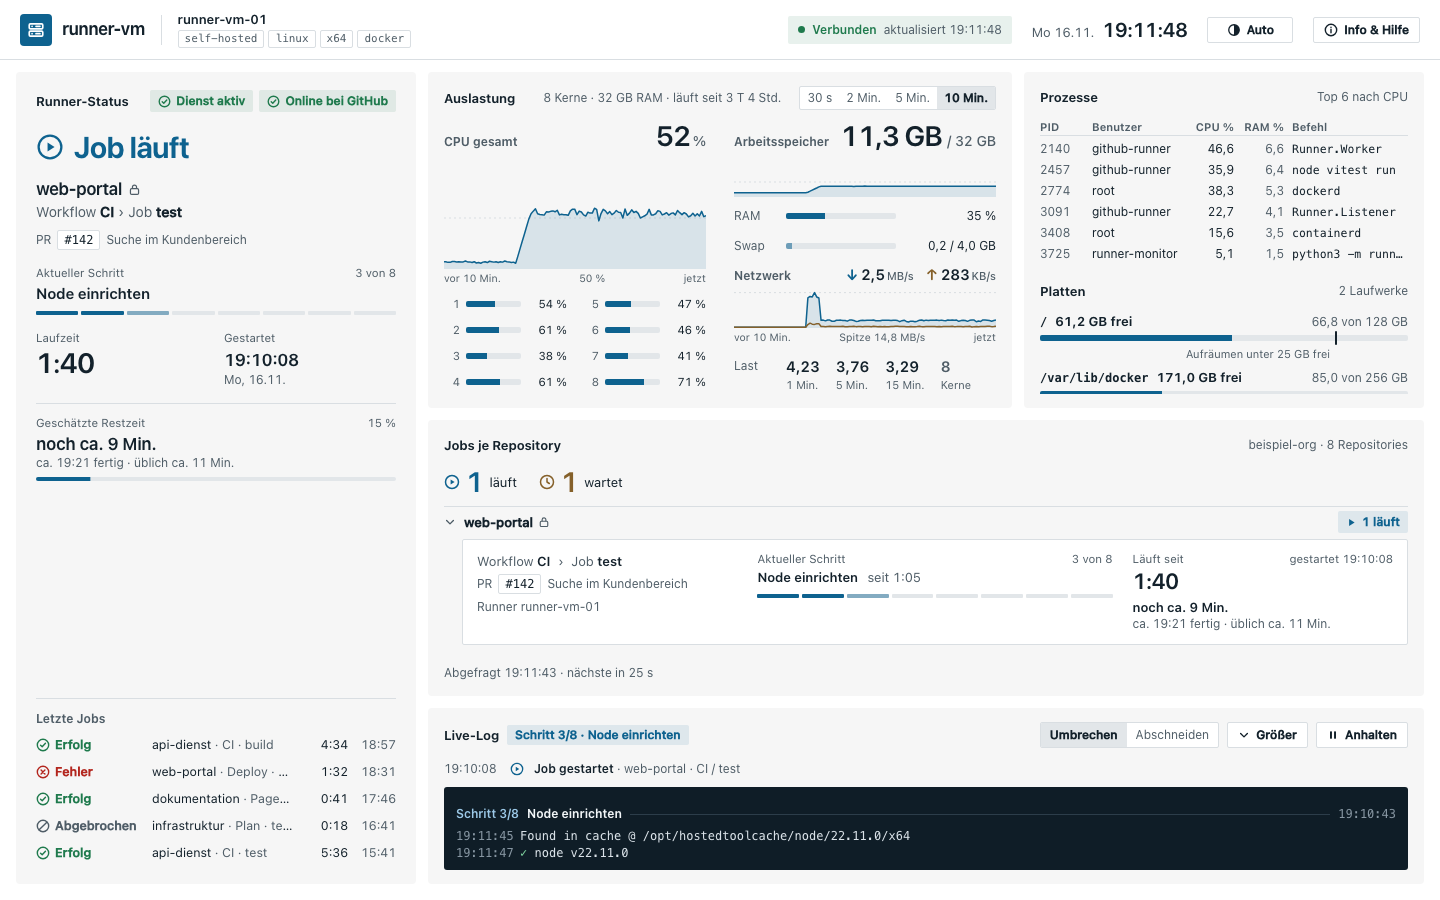 runner-vm
runner-vm-01
self-hosted linux x64 docker
Verbunden aktualisiert 19:11:48
Mo 16.11. 19:11:48
Auto
Info & Hilfe
Runner-Status
Dienst aktiv
Online bei GitHub
Job läuft
web-portal
Workflow CI › Job test
PR #142 Suche im Kundenbereich
Aktueller Schritt 3 von 8
Node einrichten
Laufzeit Gestartet
1:40 19:10:08
Mo, 16.11.
Geschätzte Restzeit 15 %
noch ca. 9 Min.
ca. 19:21 fertig · üblich ca. 11 Min.
Letzte Jobs
Erfolg api-dienst · CI · build 4:34 18:57
Fehler web-portal · Deploy · ... 1:32 18:31
Erfolg dokumentation · Page... 0:41 17:46
Abgebrochen infrastruktur · Plan · te... 0:18 16:41
Erfolg api-dienst · CI · test 5:36 15:41
Auslastung 8 Kerne · 32 GB RAM · läuft seit 3 T 4 Std.
30 s 2 Min. 5 Min. 10 Min.
CPU gesamt 52 %
vor 10 Min. 50 % jetzt
1 54 % 5 47 %
2 61 % 6 46 %
3 38 % 7 41 %
4 61 % 8 71 %
Arbeitsspeicher 11,3 GB / 32 GB
RAM 35 %
Swap 0,2 / 4,0 GB
Netzwerk 2,5 MB/s 283 KB/s
vor 10 Min. Spitze 14,8 MB/s jetzt
Last 4,23 3,76 3,29 8
1 Min. 5 Min. 15 Min. Kerne
Prozesse Top 6 nach CPU
PID Benutzer CPU % RAM % Befehl
2140 github-runner 46,6 6,6 Runner.Worker
2457 github-runner 35,9 6,4 node vitest run
2774 root 38,3 5,3 dockerd
3091 github-runner 22,7 4,1 Runner.Listener
3408 root 15,6 3,5 containerd
3725 runner-monitor 5,1 1,5 python3 -m runn…
Platten 2 Laufwerke
/ 61,2 GB frei 66,8 von 128 GB
Aufräumen unter 25 GB frei
/var/lib/docker 171,0 GB frei 85,0 von 256 GB
Jobs je Repository beispiel-org · 8 Repositories
1 läuft 1 wartet
web-portal 1 läuft
Workflow CI › Job test
PR #142 Suche im Kundenbereich
Runner runner-vm-01
Aktueller Schritt 3 von 8
Node einrichten seit 1:05
Läuft seit gestartet 19:10:08
1:40
noch ca. 9 Min.
ca. 19:21 fertig · üblich ca. 11 Min.
Abgefragt 19:11:43 · nächste in 25 s
Live-Log Schritt 3/8 · Node einrichten
Umbrechen Abschneiden Größer Anhalten
19:10:08 Job gestartet · web-portal · CI / test
Schritt 3/8 Node einrichten 19:10:43
19:11:45 Found in cache @ /opt/hostedtoolcache/node/22.11.0/x64
19:11:47 ✓ node v22.11.0